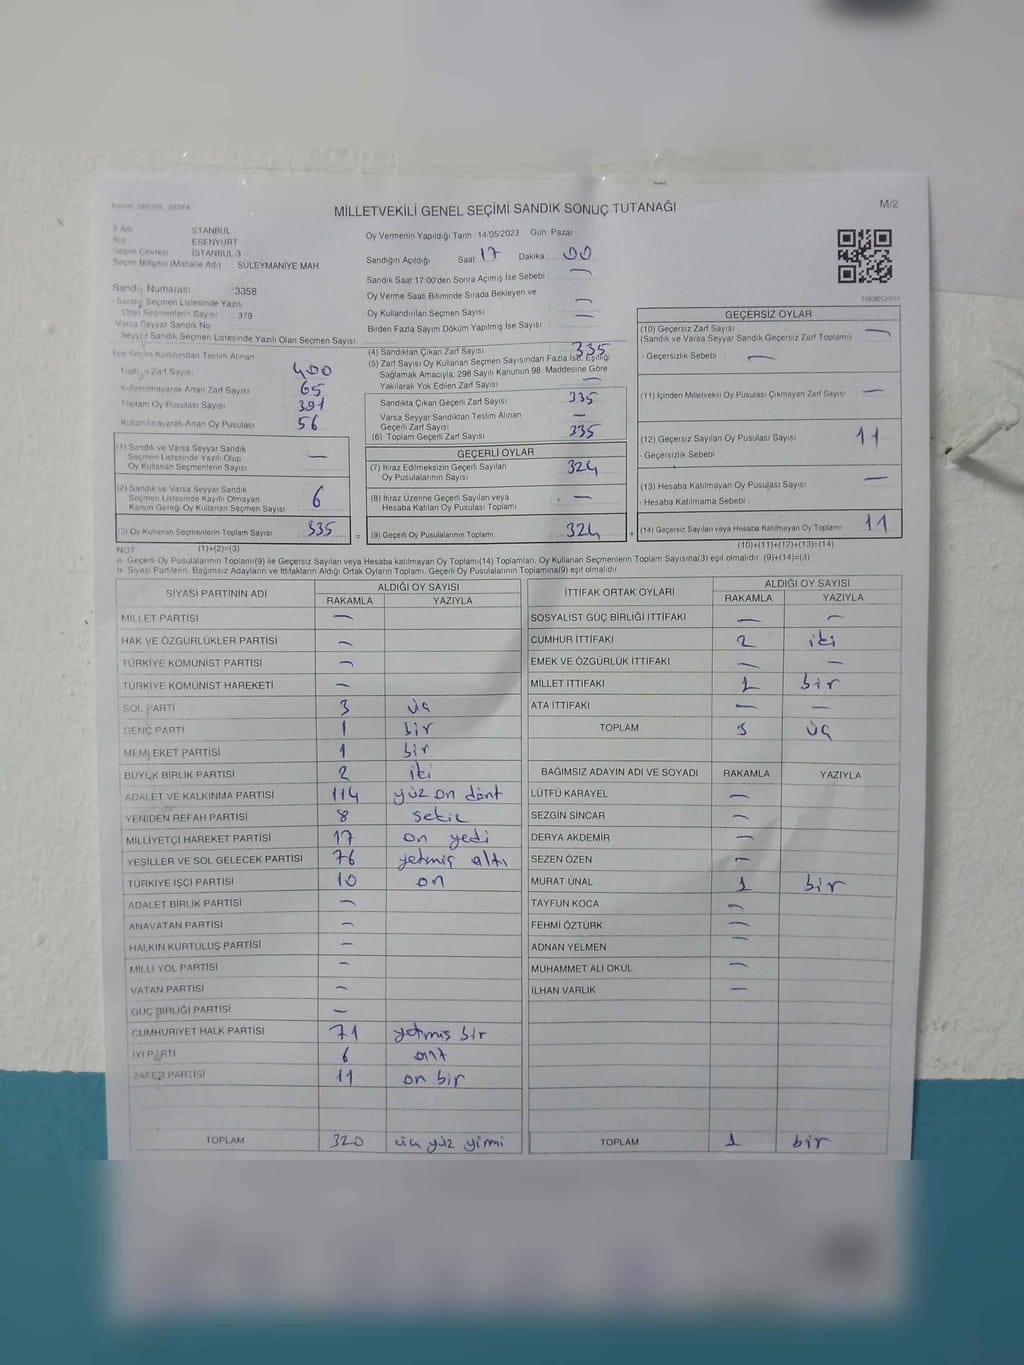 MİLLETVEKİLİ GENEL SEÇİMİ SANDIK SONUÇ TUTANAĞI
M/2
İl Adı : İSTANBUL
İlçe : ESENYURT
Seçim Çevresi : İSTANBUL-3
Seçim Bölgesi (Mahalle Adı) : SÜLEYMANİYE MAH
Sandık Numarası : 3358
Sandık Seçmen Listesinde Yazılı
Olan Seçmenlerin Sayısı : 379
Varsa Seyyar Sandık No
Seyyar Sandık Seçmen Listesinde Yazılı Olan Seçmen Sayısı :
İlçe Seçim Kurulundan Teslim Alınan
Toplam Zarf Sayısı : 400
Kullanılmayarak Artan Zarf Sayısı : 65
Toplam Oy Pusulası Sayısı : 391
Kullanılmayarak Artan Oy Pusulası : 56
(1) Sandık ve Varsa Seyyar Sandık
Seçmen Listesinde Yazılı Olup
Oy Kullanan Seçmenlerin Sayısı : —
(2) Sandık ve Varsa Seyyar Sandık
Seçmen Listesinde Kayıtlı Olmayan
Kanun Gereği Oy Kullanan Seçmen Sayısı : 6
(3) Oy Kullanan Seçmenlerin Toplam Sayısı : 335
Oy Vermenin Yapıldığı Tarih : 14/05/2023 Gün: Pazar
Sandığın Açıldığı Saat: 17 Dakika : 00
Sandık Saat 17:00'den Sonra Açılmış İse Sebebi : —
Oy Verme Saati Bitiminde Sırada Bekleyen ve
Oy Kullandırılan Seçmen Sayısı : —
Birden Fazla Sayım Döküm Yapılmış İse Sayısı : —
(4) Sandıktan Çıkan Zarf Sayısı : 335
(5) Zarf Sayısı Oy Kullanan Seçmen Sayısından Fazla İse, Eşitliği
Sağlamak Amacıyla; 298 Sayılı Kanunun 98. Maddesine Göre
Yakılarak Yok Edilen Zarf Sayısı : —
Sandıkta Çıkan Geçerli Zarf Sayısı : 335
Varsa Seyyar Sandıktan Teslim Alınan
Geçerli Zarf Sayısı : —
(6) Toplam Geçerli Zarf Sayısı : 335
GEÇERLİ OYLAR
(7) İtiraz Edilmeksizin Geçerli Sayılan
Oy Pusulalarının Sayısı : 324
(8) İtiraz Üzerine Geçerli Sayılan veya
Hesaba Katılan Oy Pusulası Toplamı : —
= (9) Geçerli Oy Pusulalarının Toplamı : 324 +
1083652974
GEÇERSİZ OYLAR
(10) Geçersiz Zarf Sayısı : —
(Sandık ve Varsa Seyyar Sandık Geçersiz Zarf Toplamı)
- Geçersizlik Sebebi : —
(11) İçinden Milletvekili Oy Pusulası Çıkmayan Zarf Sayısı : —
(12) Geçersiz Sayılan Oy Pusulası Sayısı : 11
- Geçersizlik Sebebi :
(13) Hesaba Katılmayan Oy Pusulası Sayısı : —
- Hesaba Katılmama Sebebi :
(14) Geçersiz Sayılan veya Hesaba Katılmayan Oy Toplamı : 11
NOT : (1)+(2)=(3) (10)+(11)+(12)+(13)=(14)
a- Geçerli Oy Pusulalarının Toplamı(9) ile Geçersiz Sayılan veya Hesaba katılmayan Oy Toplamı(14) Toplamları, Oy Kullanan Seçmenlerin Toplam Sayısına(3) eşit olmalıdır. (9)+(14)=(3)
b- Siyasi Partilerin, Bağımsız Adayların ve İttifakların Aldığı Ortak Oyların Toplamı, Geçerli Oy Pusulalarının Toplamına(9) eşit olmalıdır.
SİYASİ PARTİNİN ADI ALDIĞI OY SAYISI
RAKAMLA YAZIYLA
MİLLET PARTİSİ —
HAK VE ÖZGÜRLÜKLER PARTİSİ —
TÜRKİYE KOMÜNİST PARTİSİ —
TÜRKİYE KOMÜNİST HAREKETİ —
SOL PARTİ 3 üç
GENÇ PARTİ 1 bir
MEMLEKET PARTİSİ 1 bir
BÜYÜK BİRLİK PARTİSİ 2 iki
ADALET VE KALKINMA PARTİSİ 114 yüz on dört
YENİDEN REFAH PARTİSİ 8 sekiz
MİLLİYETÇİ HAREKET PARTİSİ 17 on yedi
YEŞİLLER VE SOL GELECEK PARTİSİ 76 yetmiş altı
TÜRKİYE İŞÇİ PARTİSİ 10 on
ADALET BİRLİK PARTİSİ —
ANAVATAN PARTİSİ —
HALKIN KURTULUŞ PARTİSİ —
MİLLİ YOL PARTİSİ —
VATAN PARTİSİ —
GÜÇ BİRLİĞİ PARTİSİ —
CUMHURİYET HALK PARTİSİ 71 yetmiş bir
İYİ PARTİ 6 altı
ZAFER PARTİSİ 11 on bir
TOPLAM 320 üç yüz yirmi
İTTİFAK ORTAK OYLARI ALDIĞI OY SAYISI
RAKAMLA YAZIYLA
SOSYALİST GÜÇ BİRLİĞİ İTTİFAKI — —
CUMHUR İTTİFAKI 2 iki
EMEK VE ÖZGÜRLÜK İTTİFAKI — —
MİLLET İTTİFAKI 1 bir
ATA İTTİFAKI — —
TOPLAM 3 üç
BAĞIMSIZ ADAYIN ADI VE SOYADI RAKAMLA YAZIYLA
LÜTFÜ KARAYEL —
SEZGİN SİNCAR —
DERYA AKDEMİR —
SEZEN ÖZEN —
MURAT ÜNAL 1 bir
TAYFUN KOCA —
FEHMİ ÖZTÜRK —
ADNAN YELMEN —
MUHAMMET ALİ OKUL —
İLHAN VARLIK —
TOPLAM 1 bir